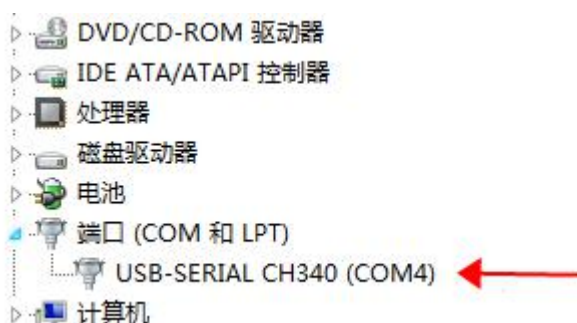 DVD/CD-ROM 驱动器
IDE ATA/ATAPI 控制器
处理器
磁盘驱动器
电池
端口 (COM 和 LPT)
USB-SERIAL CH340 (COM4)
计算机